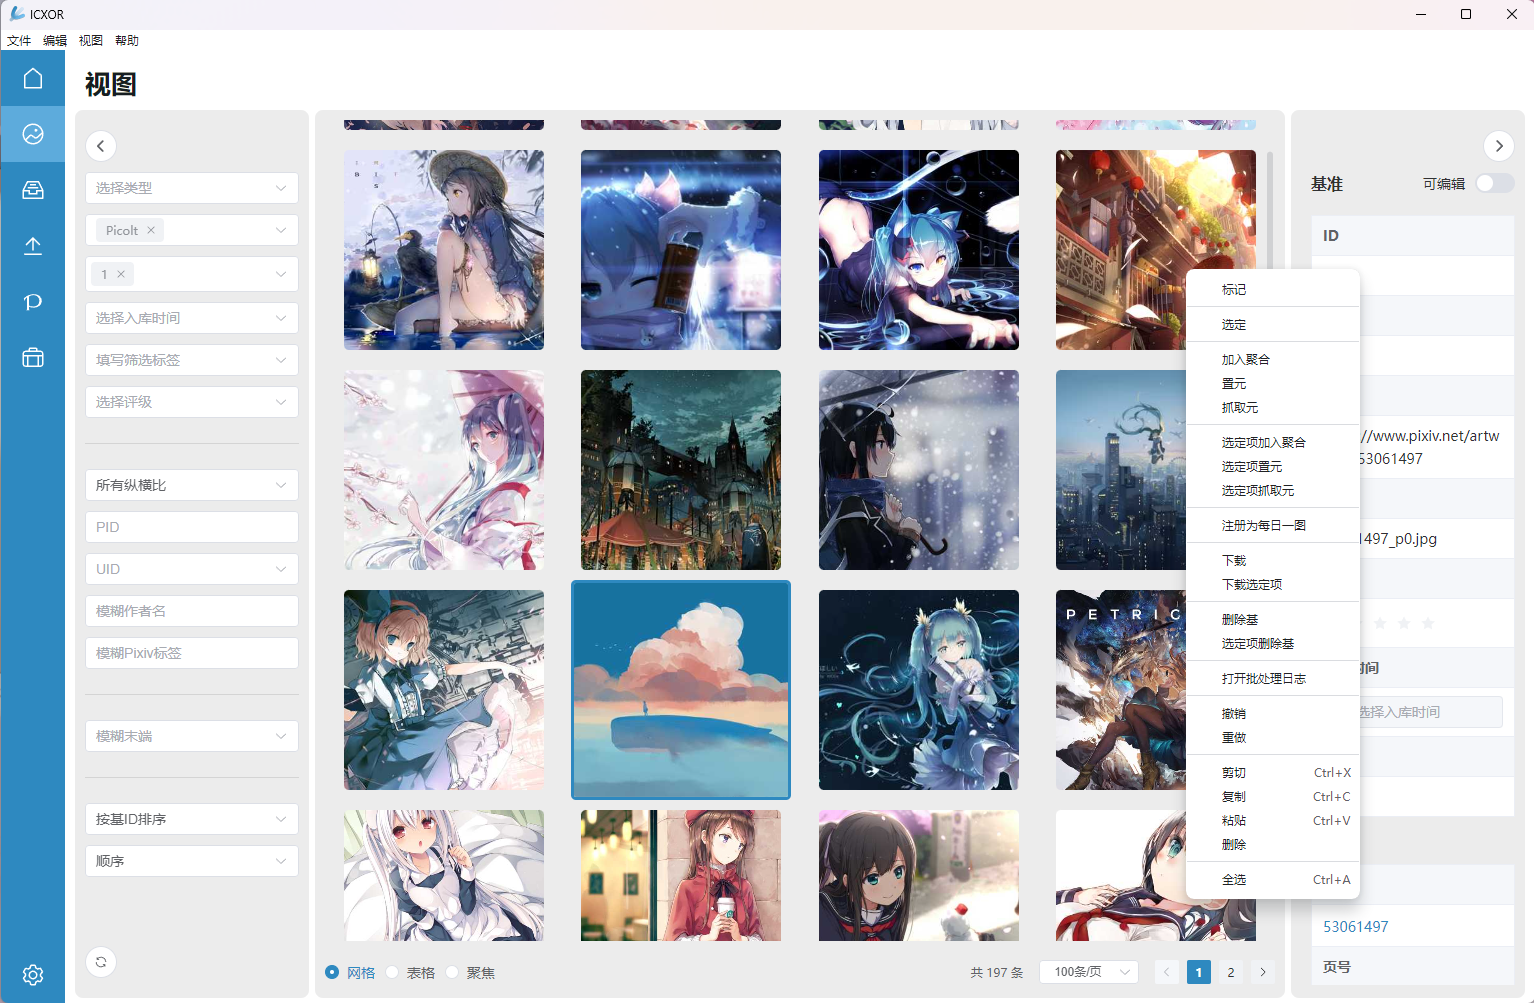 ICXOR
文件 编辑 视图 帮助
视图
选择类型
Picolt ×
1 ×
选择入库时间
填写筛选标签
选择评级
所有纵横比
PID
UID
模糊作者名
模糊Pixiv标签
模糊末端
按基ID排序
顺序
PETRIC
网格 表格 聚焦
共 197 条
100条/页
1 2
标记
选定
加入聚合
置元
抓取元
选定项加入聚合
选定项置元
选定项抓取元
注册为每日一图
下载
下载选定项
删除基
选定项删除基
打开批处理日志
撤销
重做
剪切 Ctrl+X
复制 Ctrl+C
粘贴 Ctrl+V
删除
全选 Ctrl+A
基准 可编辑
ID
//www.pixiv.net/artw
53061497
1497_p0.jpg
时间
选择入库时间
53061497
页号